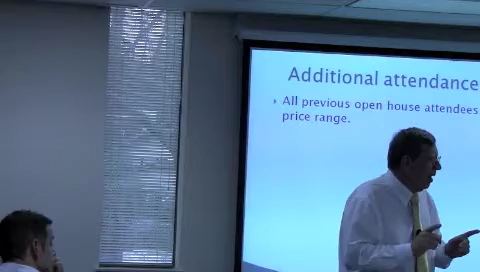 Additional attendance
All previous open house attendees
price range.